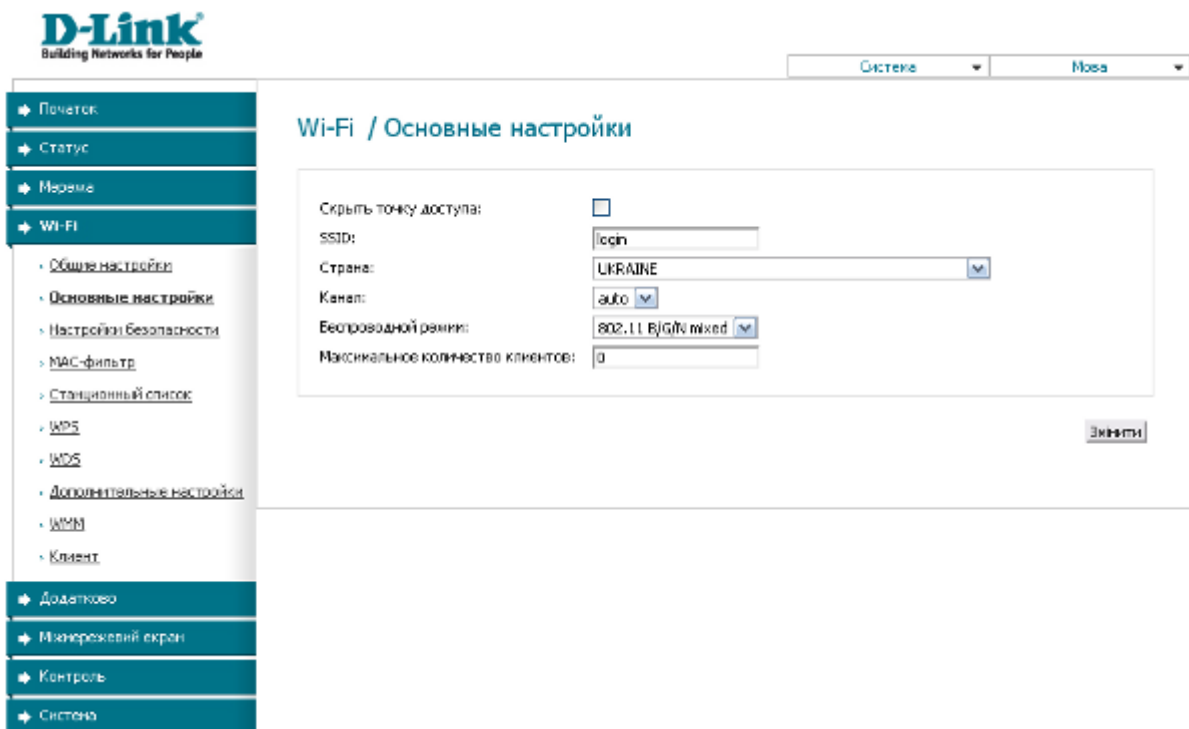 D-Link
Building Networks for People
Система
Мова
Початок
Статус
Мережа
Wi-Fi
Общие настройки
Основные настройки
Настройки безопасности
MAC-фильтр
Станционный список
WPS
WDS
Дополнительные настройки
WMM
Клиент
Додатково
Міжмережевий екран
Контроль
Система
Wi-Fi / Основные настройки
Скрыть точку доступа:
SSID: login
Страна: UKRAINE
Канал: auto
Беспроводной режим: 802.11 B/G/N mixed
Максимальное количество клиентов: 0
Змінити